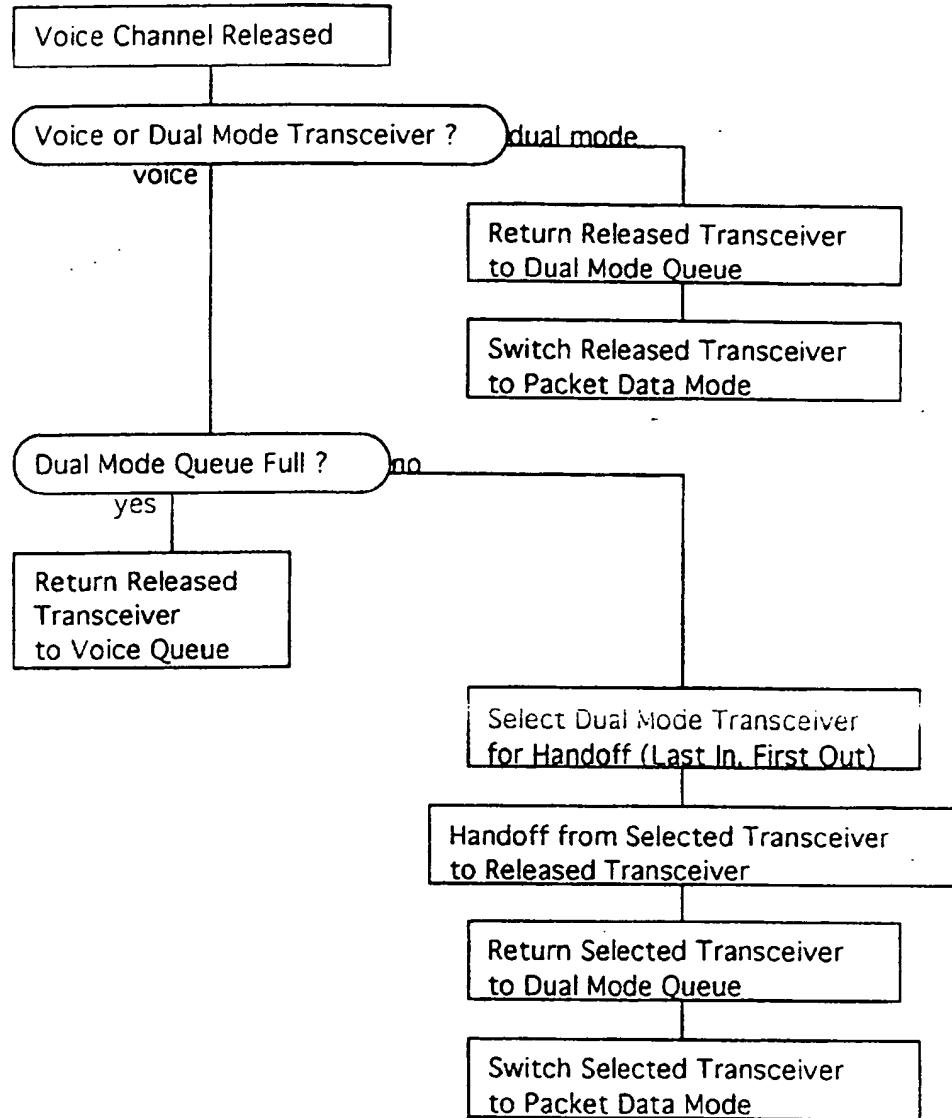 Voice Channel Released
Voice or Dual Mode Transceiver ?
dual mode
voice
Return Released Transceiver
to Dual Mode Queue
Switch Released Transceiver
to Packet Data Mode
Dual Mode Queue Full ?
no
yes
Return Released
Transceiver
to Voice Queue
Select Dual Mode Transceiver
for Handoff (Last In, First Out)
Handoff from Selected Transceiver
to Released Transceiver
Return Selected Transceiver
to Dual Mode Queue
Switch Selected Transceiver
to Packet Data Mode